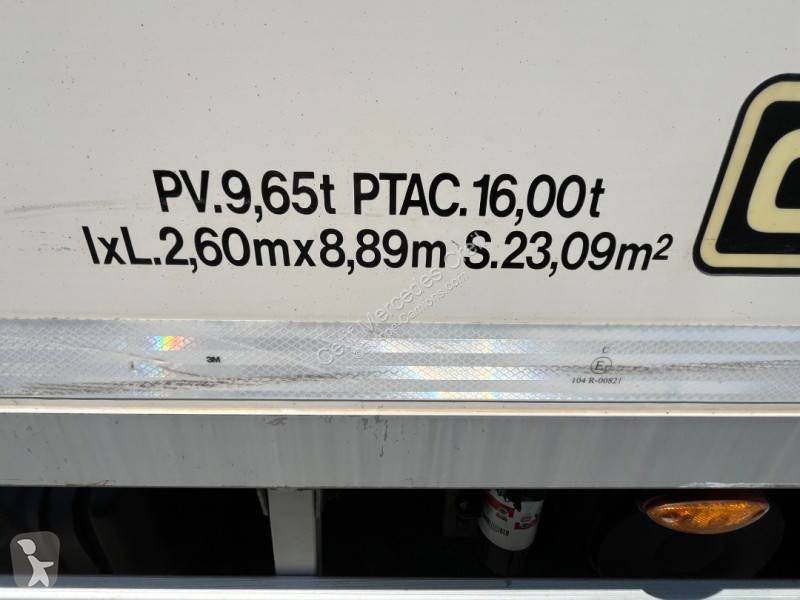 PV.9,65t PTAC.16,00t
lxL.2,60mx8,89m S.23,09m²
3M
C
E
104 R-00821